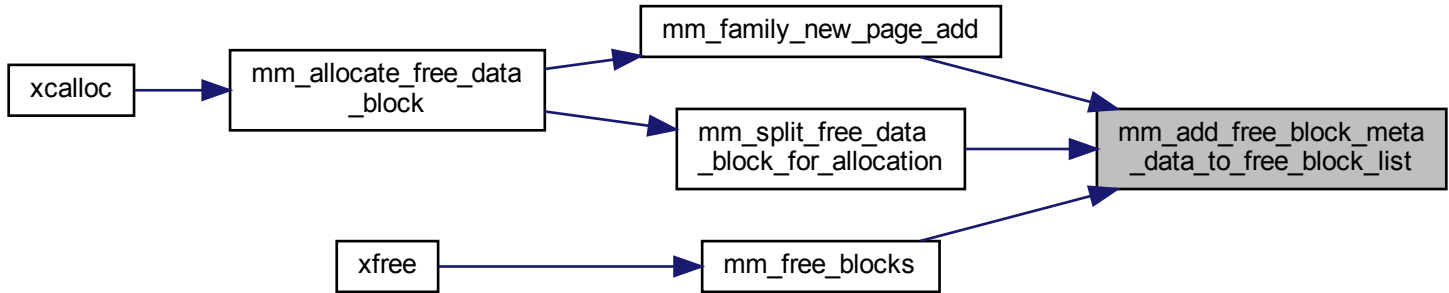 xcalloc
mm_allocate_free_data
_block
mm_family_new_page_add
mm_split_free_data
_block_for_allocation
mm_add_free_block_meta
_data_to_free_block_list
xfree
mm_free_blocks